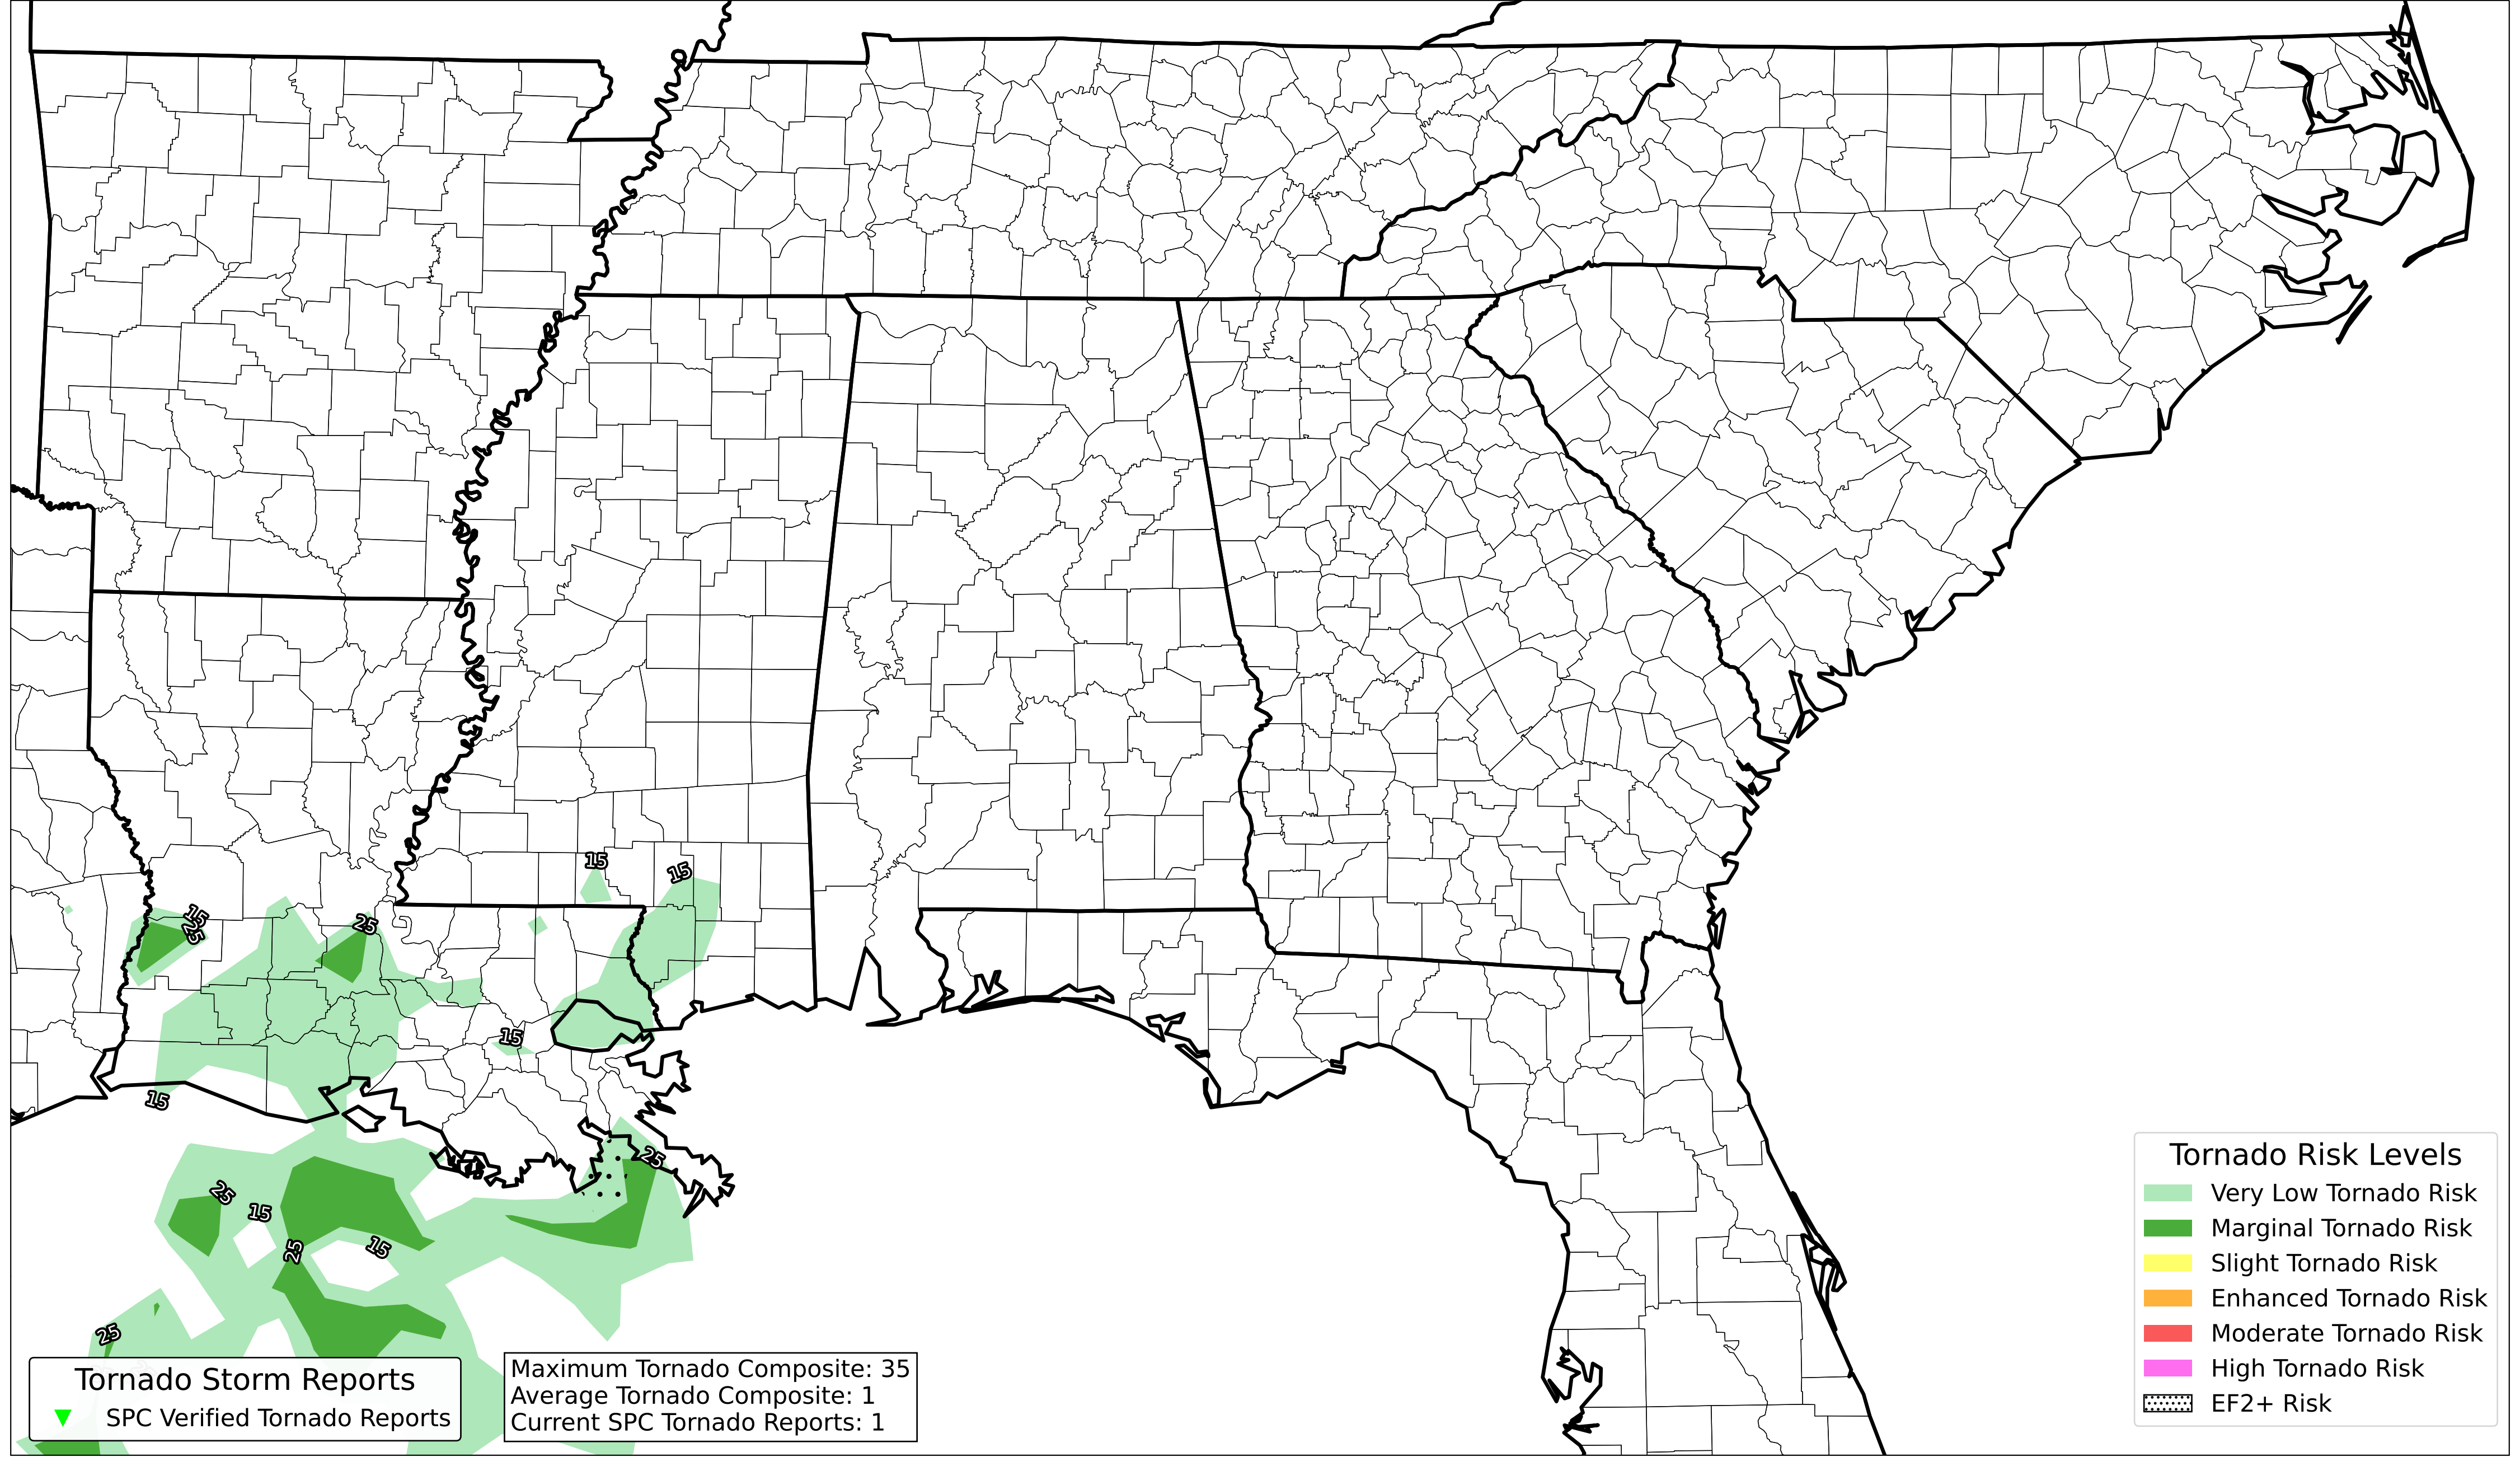 15
15
15
25
25
15
15
25
25
15
25
15
25
Tornado Storm Reports
SPC Verified Tornado Reports
Maximum Tornado Composite: 35
Average Tornado Composite: 1
Current SPC Tornado Reports: 1
Tornado Risk Levels
Very Low Tornado Risk
Marginal Tornado Risk
Slight Tornado Risk
Enhanced Tornado Risk
Moderate Tornado Risk
High Tornado Risk
EF2+ Risk